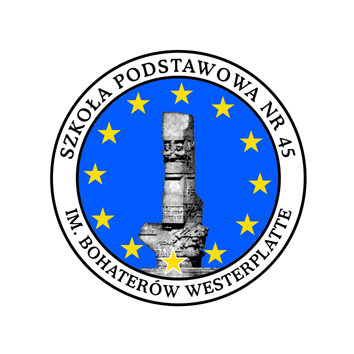 SZKOŁA PODSTAWOWA NR 45
IM. BOHATERÓW WESTERPLATTE